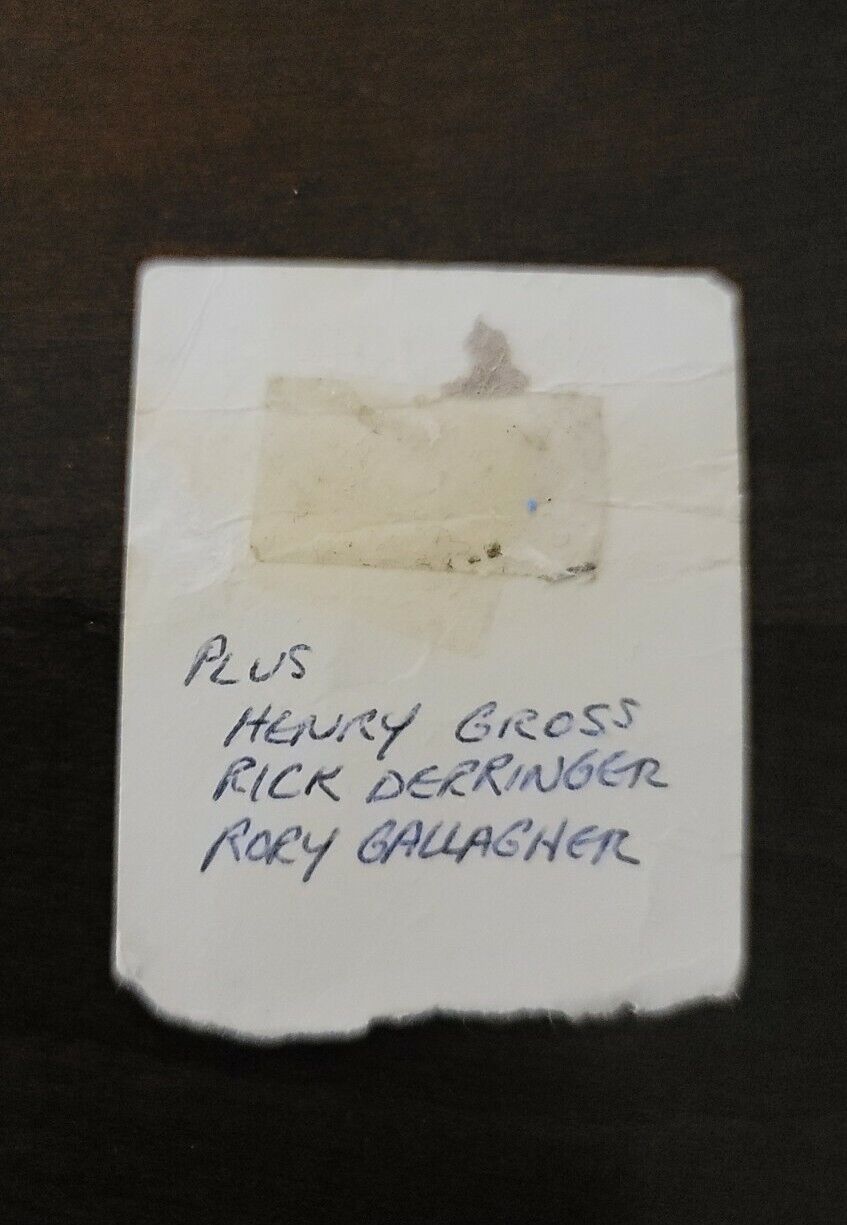 PLUS
HENRY GROSS
RICK DERRINGER
RORY GALLAGHER